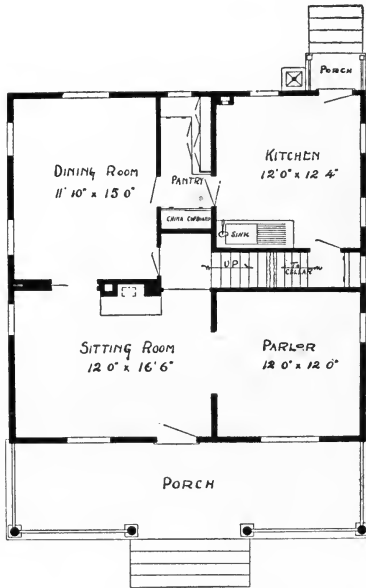 PORCH
DINING ROOM
11' 10" x 15' 0"
PANTRY
KITCHEN
12' 0" x 12' 4"
CHINA CUPBOARD
SINK
UP
TO
CELLAR
SITTING ROOM
12' 0" x 16' 6"
PARLOR
12' 0" x 12' 0"
PORCH